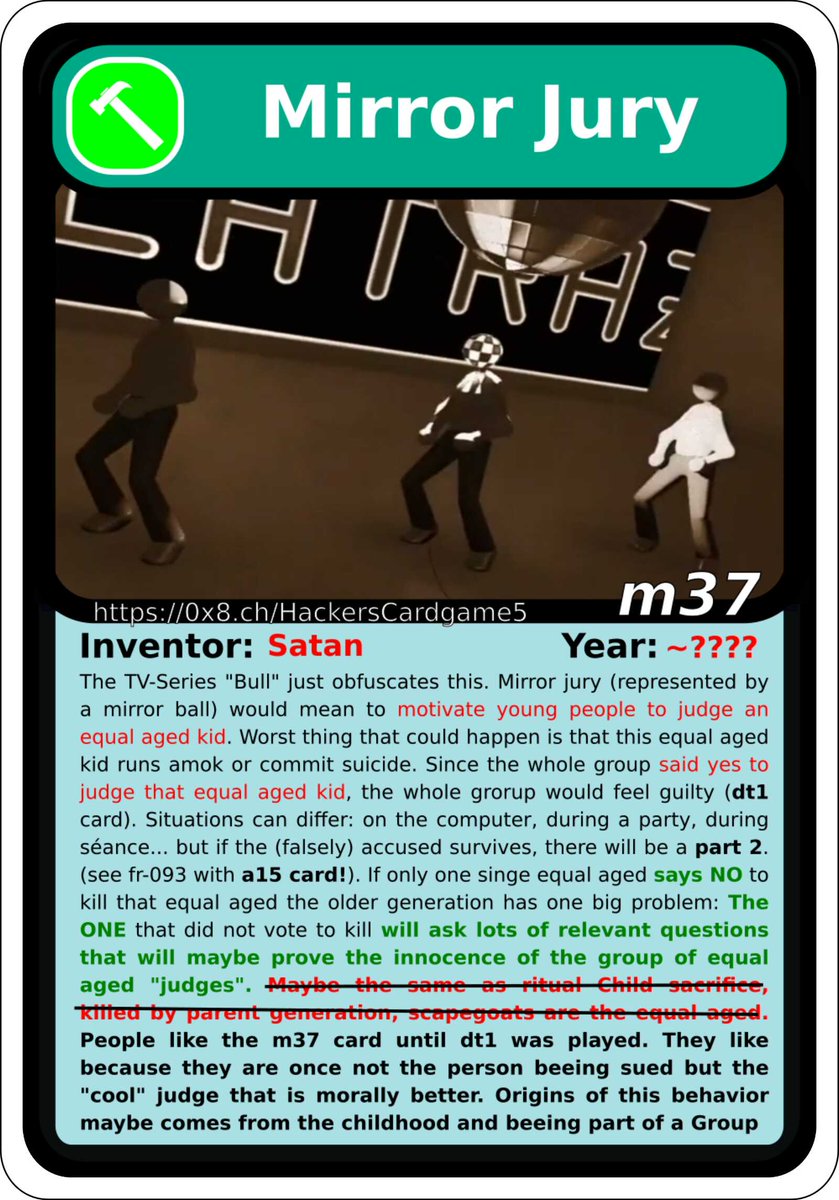 Mirror Jury
m37
https://0x8.ch/HackersCardgame5
Inventor: Satan Year: ~????
The TV-Series "Bull" just obfuscates this. Mirror jury (represented by
a mirror ball) would mean to motivate young people to judge an
equal aged kid. Worst thing that could happen is that this equal aged
kid runs amok or commit suicide. Since the whole group said yes to
judge that equal aged kid, the whole grorup would feel guilty (dt1
card). Situations can differ: on the computer, during a party, during
séance... but if the (falsely) accused survives, there will be a part 2.
(see fr-093 with a15 card!). If only one singe equal aged says NO to
kill that equal aged the older generation has one big problem: The
ONE that did not vote to kill will ask lots of relevant questions
that will maybe prove the innocence of the group of equal
aged "judges". Maybe the same as ritual Child sacrifice,
killed by parent generation, scapegoats are the equal aged.
People like the m37 card until dt1 was played. They like
because they are once not the person beeing sued but the
"cool" judge that is morally better. Origins of this behavior
maybe comes from the childhood and beeing part of a Group